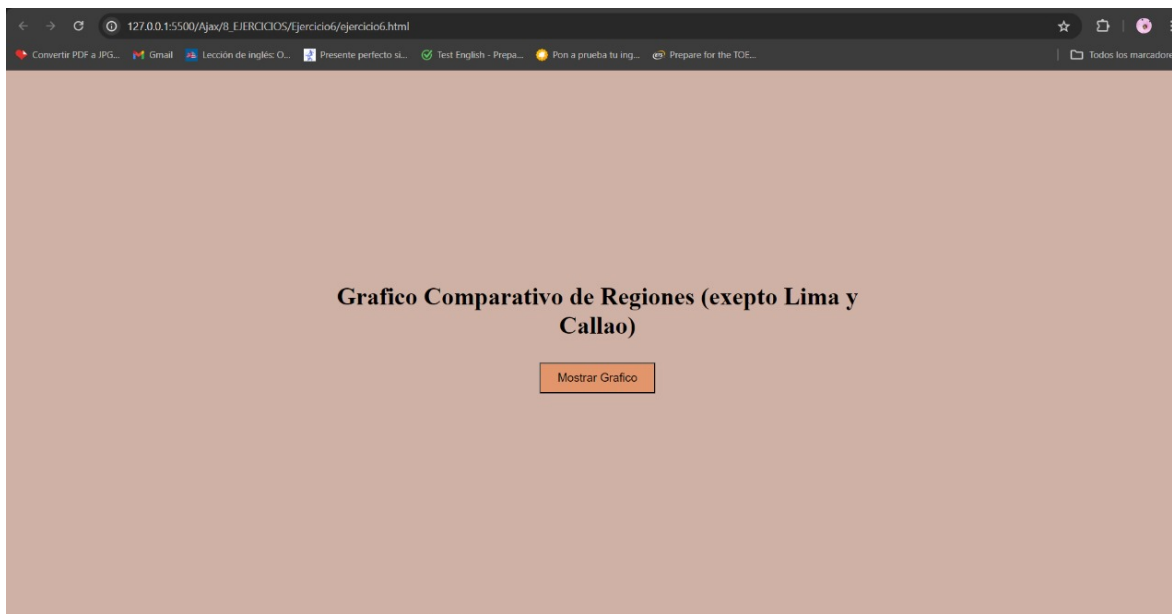 127.0.0.1:5500/Ajax/8_EJERCICIOS/Ejercicio6/ejercicio6.html
Convertir PDF a JPG... Gmail Lección de inglés: O... Presente perfecto si... Test English - Prepa... Pon a prueba tu ing... Prepare for the TOE... Todos los marcadore
Grafico Comparativo de Regiones (exepto Lima y
Callao)
Mostrar Grafico